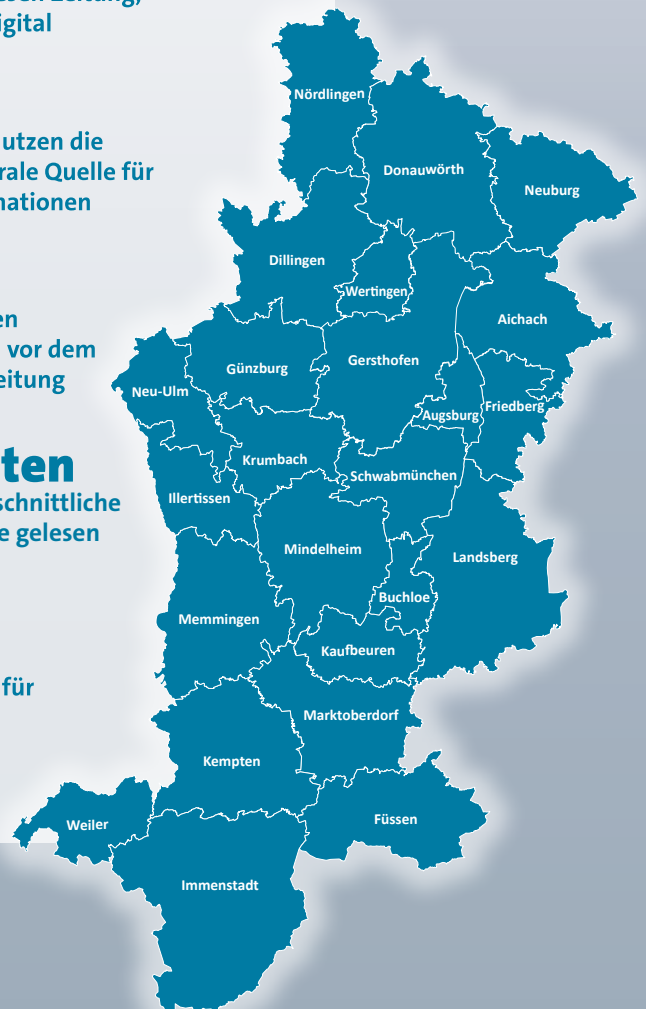 esen Zeitung,
igital
utzen die
rale Quelle für
nationen
en
vor dem
eitung
ten
schnittliche
e gelesen
für
Nördlingen
Donauwörth
Neuburg
Dillingen
Wertingen
Aichach
Günzburg
Gersthofen
Neu-Ulm
Augsburg
Friedberg
Krumbach
Schwabmünchen
Illertissen
Mindelheim
Landsberg
Buchloe
Memmingen
Kaufbeuren
Marktoberdorf
Kempten
Füssen
Weiler
Immenstadt